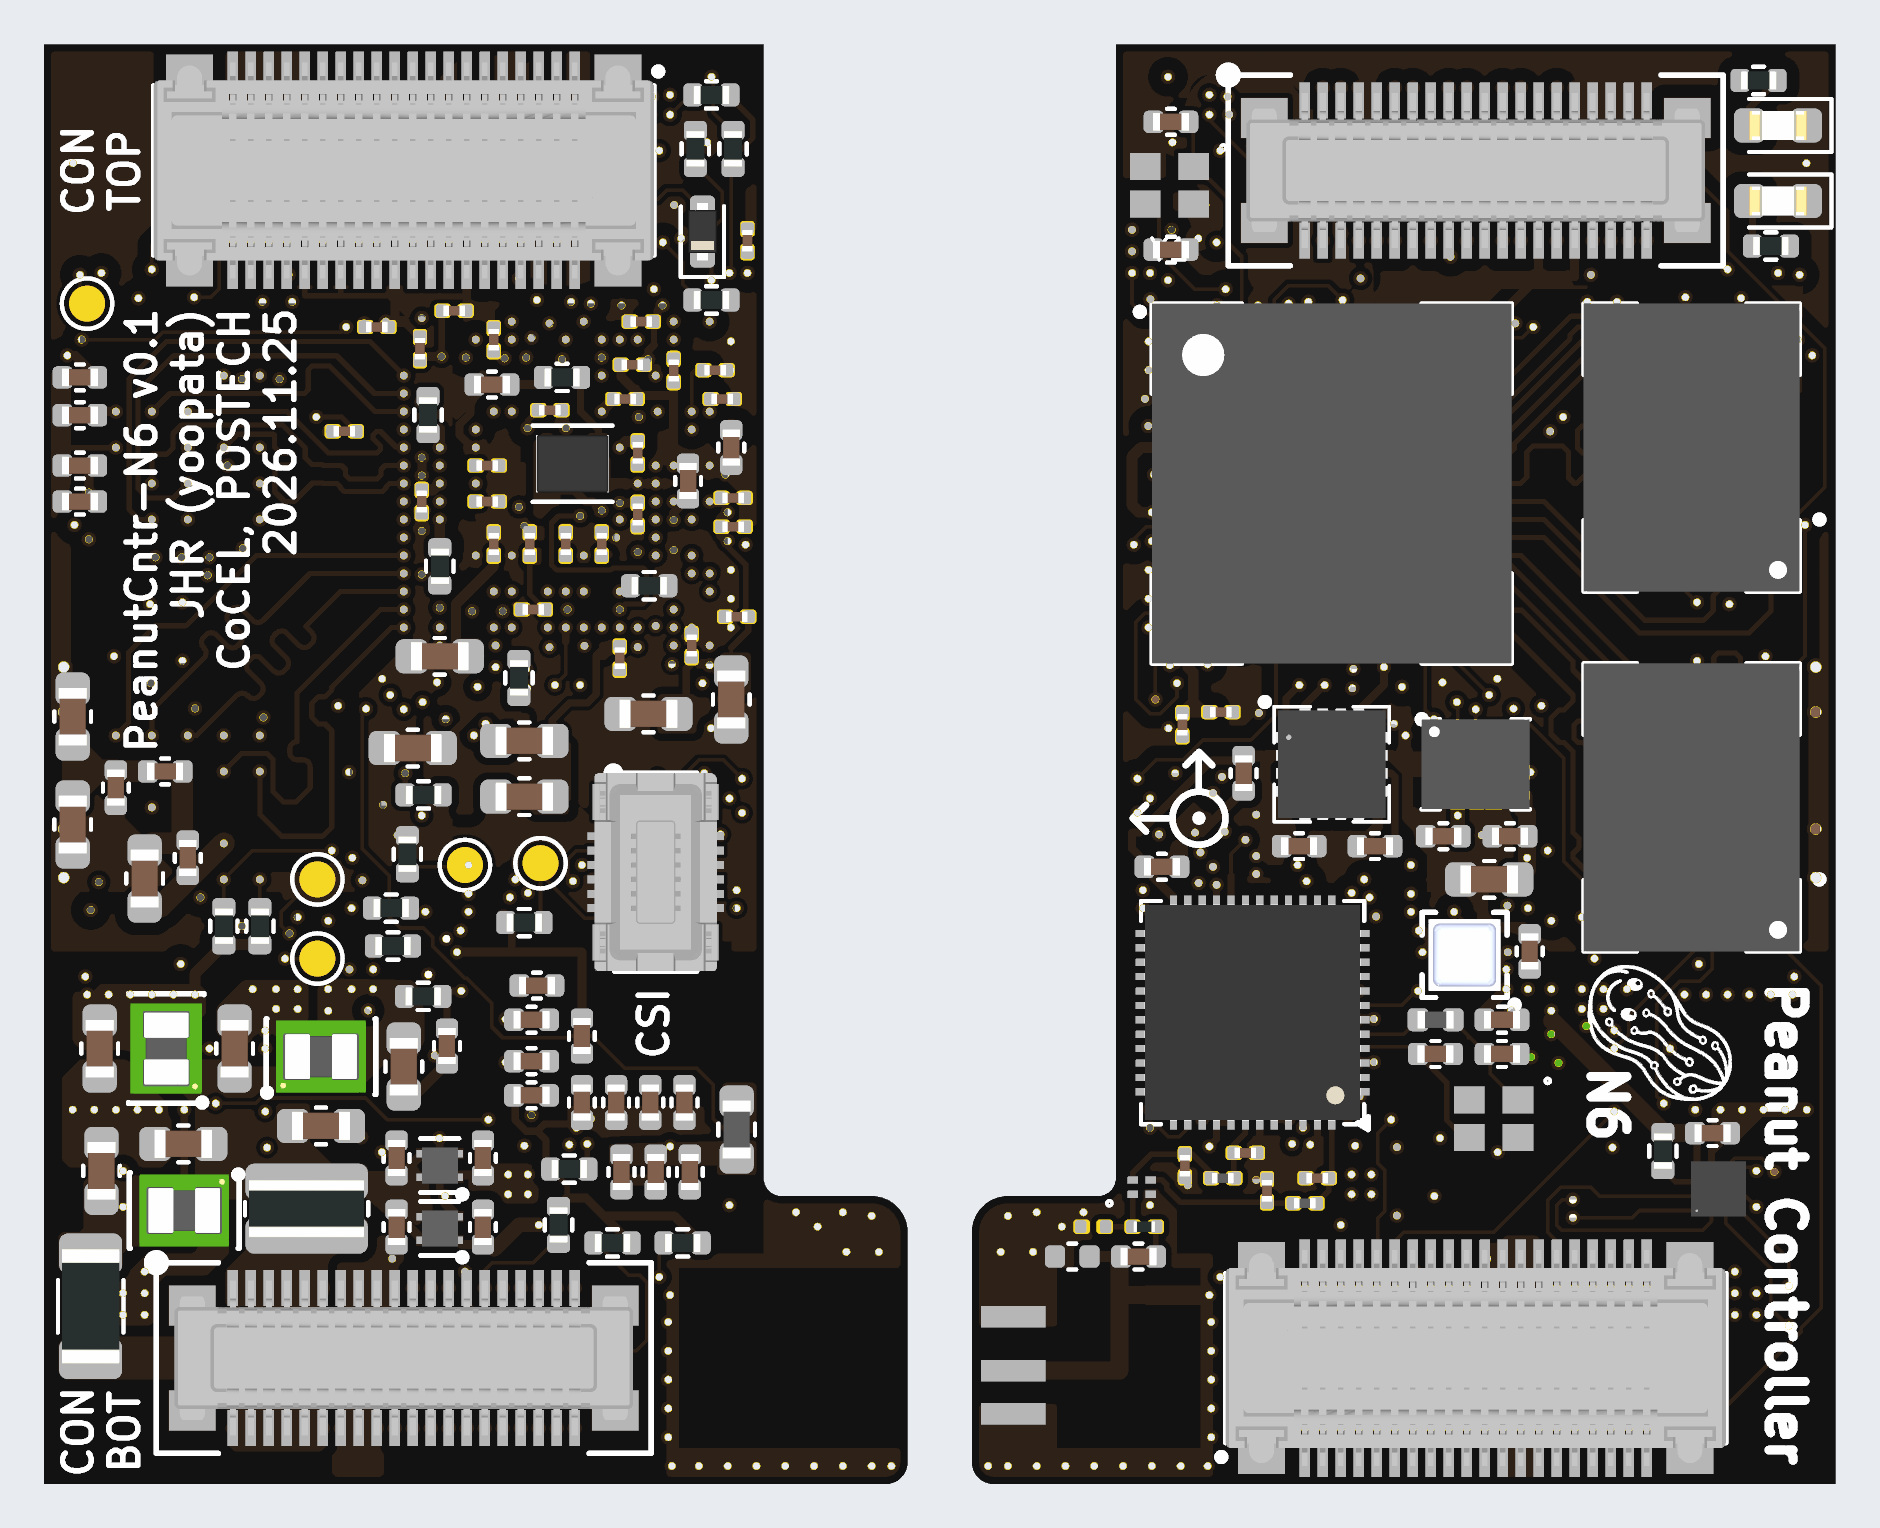 CON
TOP
PeanutCntr-N6 v0.1
JHR (yoopata)
CoCEL, POSTECH
2026.11.25
CSI
CON
BOT
N6
Peanut Controller